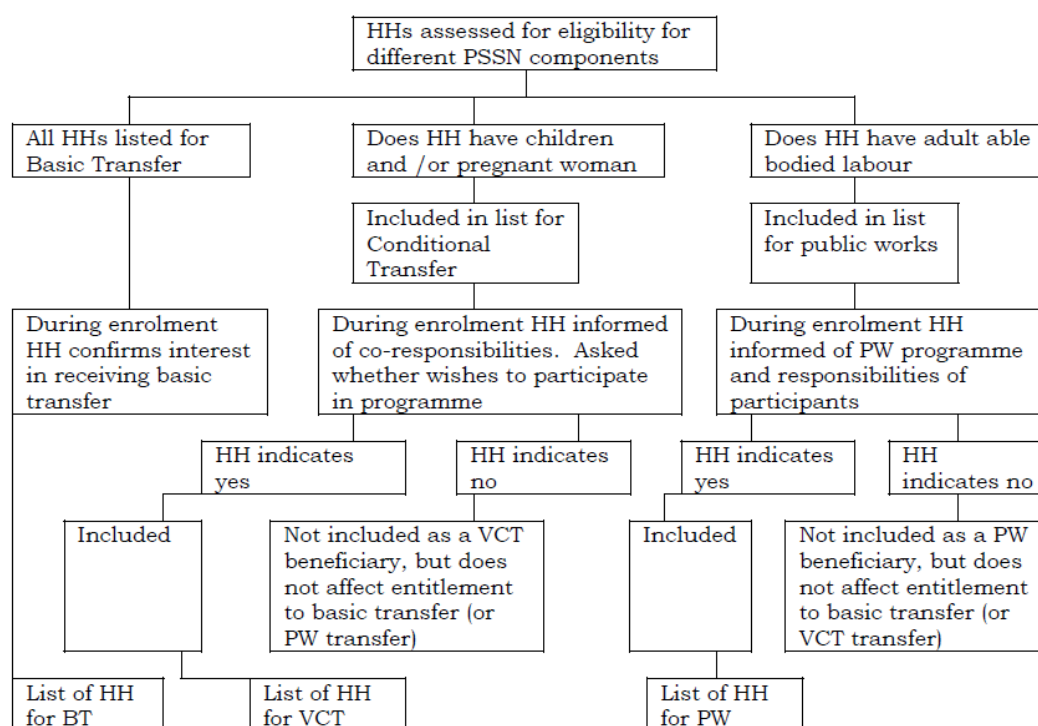 HHs assessed for eligibility for
different PSSN components
All HHs listed for
Basic Transfer
Does HH have children
and /or pregnant woman
Does HH have adult able
bodied labour
Included in list for
Conditional
Transfer
Included in list
for public works
During enrolment
HH confirms interest
in receiving basic
transfer
During enrolment HH informed
of co-responsibilities. Asked
whether wishes to participate
in programme
During enrolment HH
informed of PW programme
and responsibilities of
participants
HH indicates
yes
HH indicates
no
HH indicates
yes
HH
indicates no
Included
Not included as a VCT
beneficiary, but does
not affect entitlement
to basic transfer (or
PW transfer)
Included
Not included as a PW
beneficiary, but does
not affect entitlement
to basic transfer (or
VCT transfer)
List of HH
for BT
List of HH
for VCT
List of HH
for PW